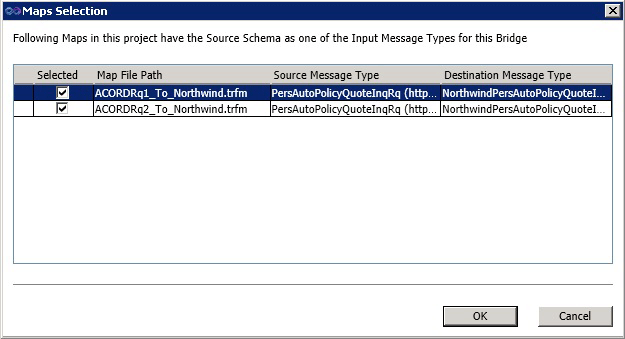 Maps Selection
Following Maps in this project have the Source Schema as one of the Input Message Types for this Bridge
Selected Map File Path Source Message Type Destination Message Type
ACORDRq1_To_Northwind.trfm PersAutoPolicyQuoteInqRq (http... NorthwindPersAutoPolicyQuoteI...
ACORDRq2_To_Northwind.trfm PersAutoPolicyQuoteInqRq (http... NorthwindPersAutoPolicyQuoteI...
OK Cancel